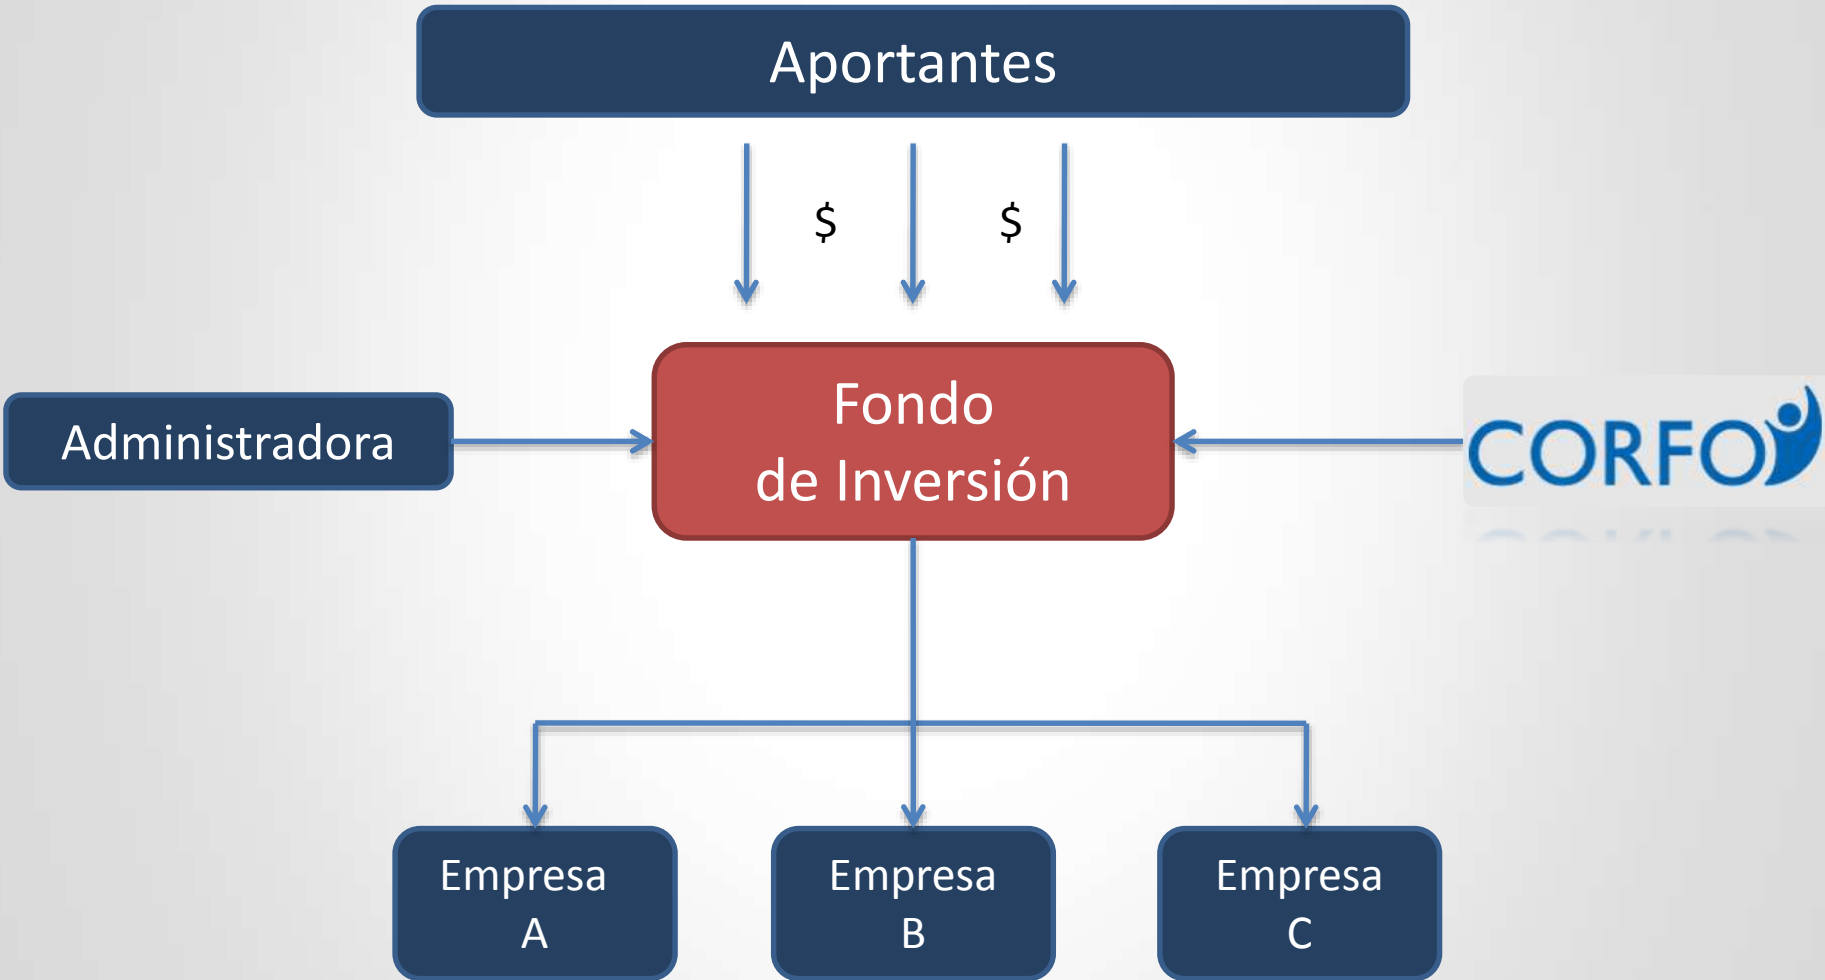 Aportantes
$ $
Administradora
Fondo
de Inversión
CORFO
Empresa
A
Empresa
B
Empresa
C